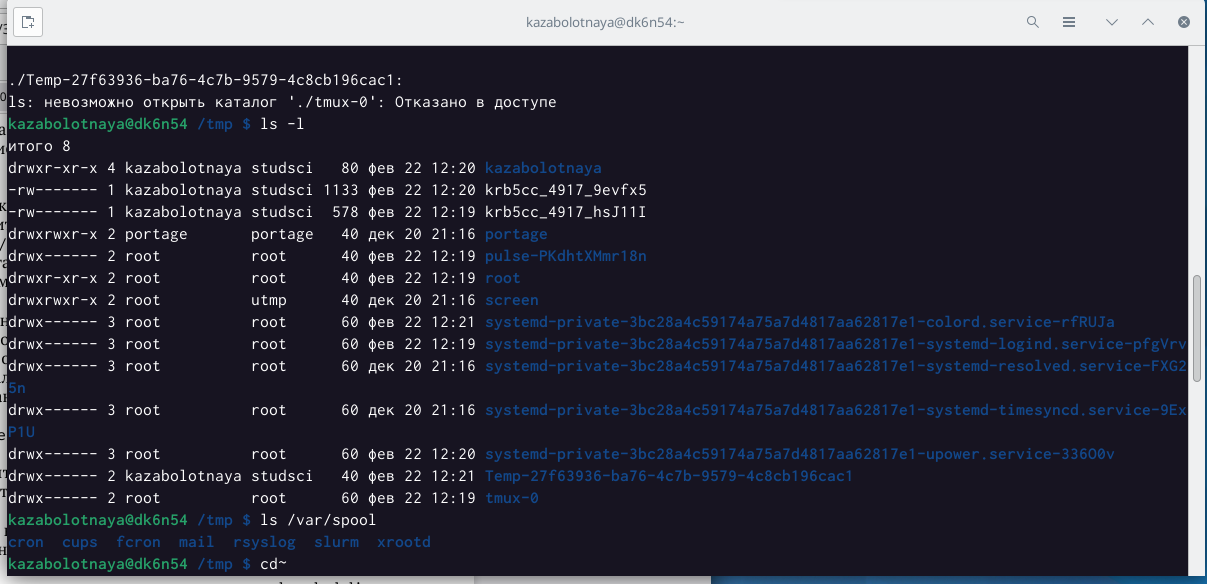 kazabolotnaya@dk6n54:~
./Temp-27f63936-ba76-4c7b-9579-4c8cb196cac1:
ls: невозможно открыть каталог './tmux-0': Отказано в доступе
kazabolotnaya@dk6n54 /tmp $ ls -l
итого 8
drwxr-xr-x 4 kazabolotnaya studsci   80 фев 22 12:20 kazabolotnaya
-rw------- 1 kazabolotnaya studsci 1133 фев 22 12:20 krb5cc_4917_9evfx5
-rw------- 1 kazabolotnaya studsci  578 фев 22 12:19 krb5cc_4917_hsJ11I
drwxrwxr-x 2 portage       portage   40 дек 20 21:16 portage
drwx------ 2 root          root      40 фев 22 12:19 pulse-PKdhtXMmr18n
drwxr-xr-x 2 root          root      40 фев 22 12:19 root
drwxrwxr-x 2 root          utmp      40 дек 20 21:16 screen
drwx------ 3 root          root      60 фев 22 12:21 systemd-private-3bc28a4c59174a75a7d4817aa62817e1-colord.service-rfRUJa
drwx------ 3 root          root      60 фев 22 12:19 systemd-private-3bc28a4c59174a75a7d4817aa62817e1-systemd-logind.service-pfgVrv
drwx------ 3 root          root      60 дек 20 21:16 systemd-private-3bc28a4c59174a75a7d4817aa62817e1-systemd-resolved.service-FXG2
5n
drwx------ 3 root          root      60 дек 20 21:16 systemd-private-3bc28a4c59174a75a7d4817aa62817e1-systemd-timesyncd.service-9Ex
P1U
drwx------ 3 root          root      60 фев 22 12:20 systemd-private-3bc28a4c59174a75a7d4817aa62817e1-upower.service-336O0v
drwx------ 2 kazabolotnaya studsci   40 фев 22 12:21 Temp-27f63936-ba76-4c7b-9579-4c8cb196cac1
drwx------ 2 root          root      60 фев 22 12:19 tmux-0
kazabolotnaya@dk6n54 /tmp $ ls /var/spool
cron  cups  fcron  mail  rsyslog  slurm  xrootd
kazabolotnaya@dk6n54 /tmp $ cd~